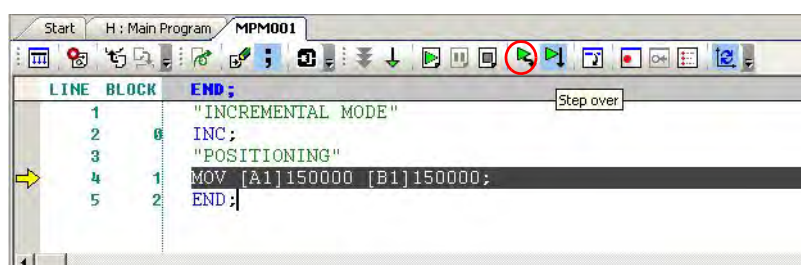 Start H : Main Program MPM001
Step over
LINE BLOCK END;
1 "INCREMENTAL MODE"
2 0 INC;
3 "POSITIONING"
4 1 MOV [A1]150000 [B1]150000;
5 2 END;